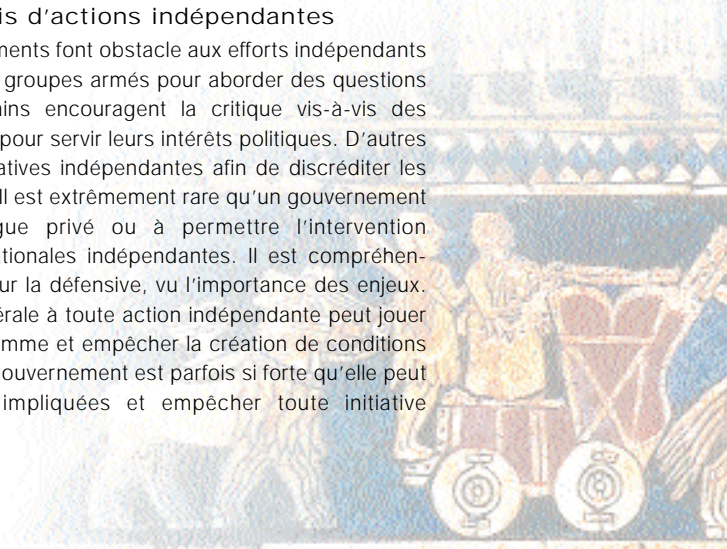 is d'actions indépendantes
ments font obstacle aux efforts indépendants
groupes armés pour aborder des questions
ins encouragent la critique vis-à-vis des
pour servir leurs intérêts politiques. D'autres
atives indépendantes afin de discréditer les
Il est extrêmement rare qu'un gouvernement
gue privé ou à permettre l'intervention
tionales indépendantes. Il est compréhen-
ur la défensive, vu l'importance des enjeux.
érale à toute action indépendante peut jouer
mme et empêcher la création de conditions
ouvernement est parfois si forte qu'elle peut
impliquées et empêcher toute initiative